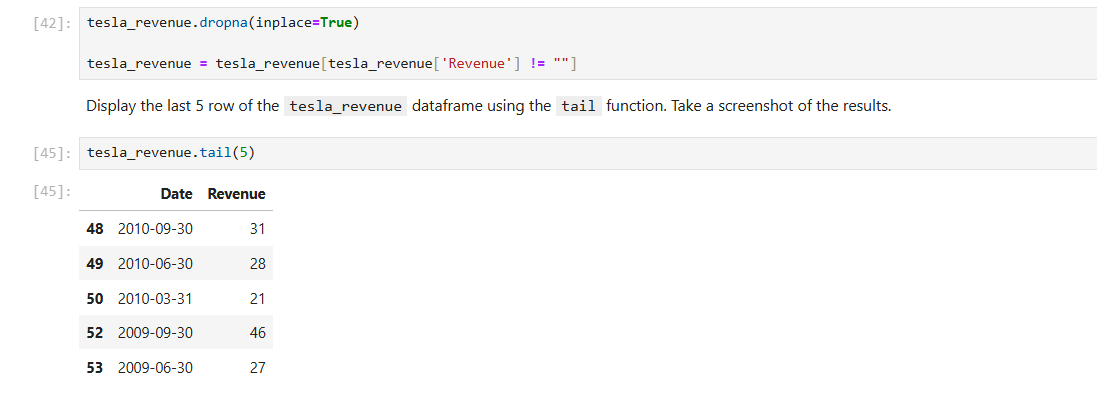 [42]: tesla_revenue.dropna(inplace=True)
tesla_revenue = tesla_revenue[tesla_revenue['Revenue'] != ""]
Display the last 5 row of the tesla_revenue dataframe using the tail function. Take a screenshot of the results.
[45]: tesla_revenue.tail(5)
[45]:
Date Revenue
48 2010-09-30 31
49 2010-06-30 28
50 2010-03-31 21
52 2009-09-30 46
53 2009-06-30 27